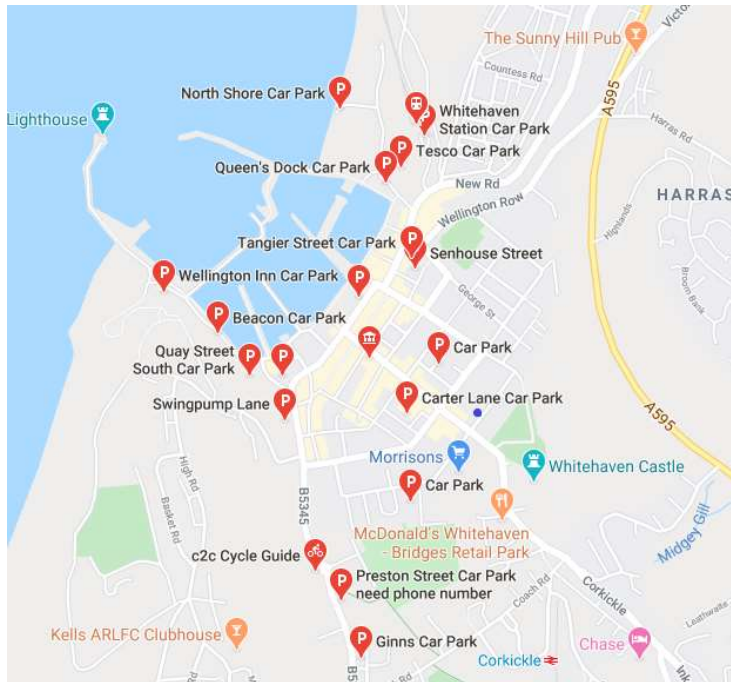 The Sunny Hill Pub
Victo
Countess Rd
A595
North Shore Car Park
Lighthouse
Whitehaven
Station Car Park
Tesco Car Park
Harras Rd
Queen's Dock Car Park
New Rd
HARRAS
Wellington Row
Highlands
Tangier Street Car Park
Senhouse Street
Broom Bank
Wellington Inn Car Park
George St
Beacon Car Park
Quay Street
South Car Park
Car Park
Swingpump Lane
Carter Lane Car Park
A595
Morrisons
Whitehaven Castle
High Rd
Car Park
B5345
Basket Rd
McDonald's Whitehaven
- Bridges Retail Park
Midgey Gill
c2c Cycle Guide
Preston Street Car Park
need phone number
Coach Rd
Corkickle
Leathwaite
Kells ARLFC Clubhouse
Ginns Car Park
Chase
Corkickle
B5
Ink